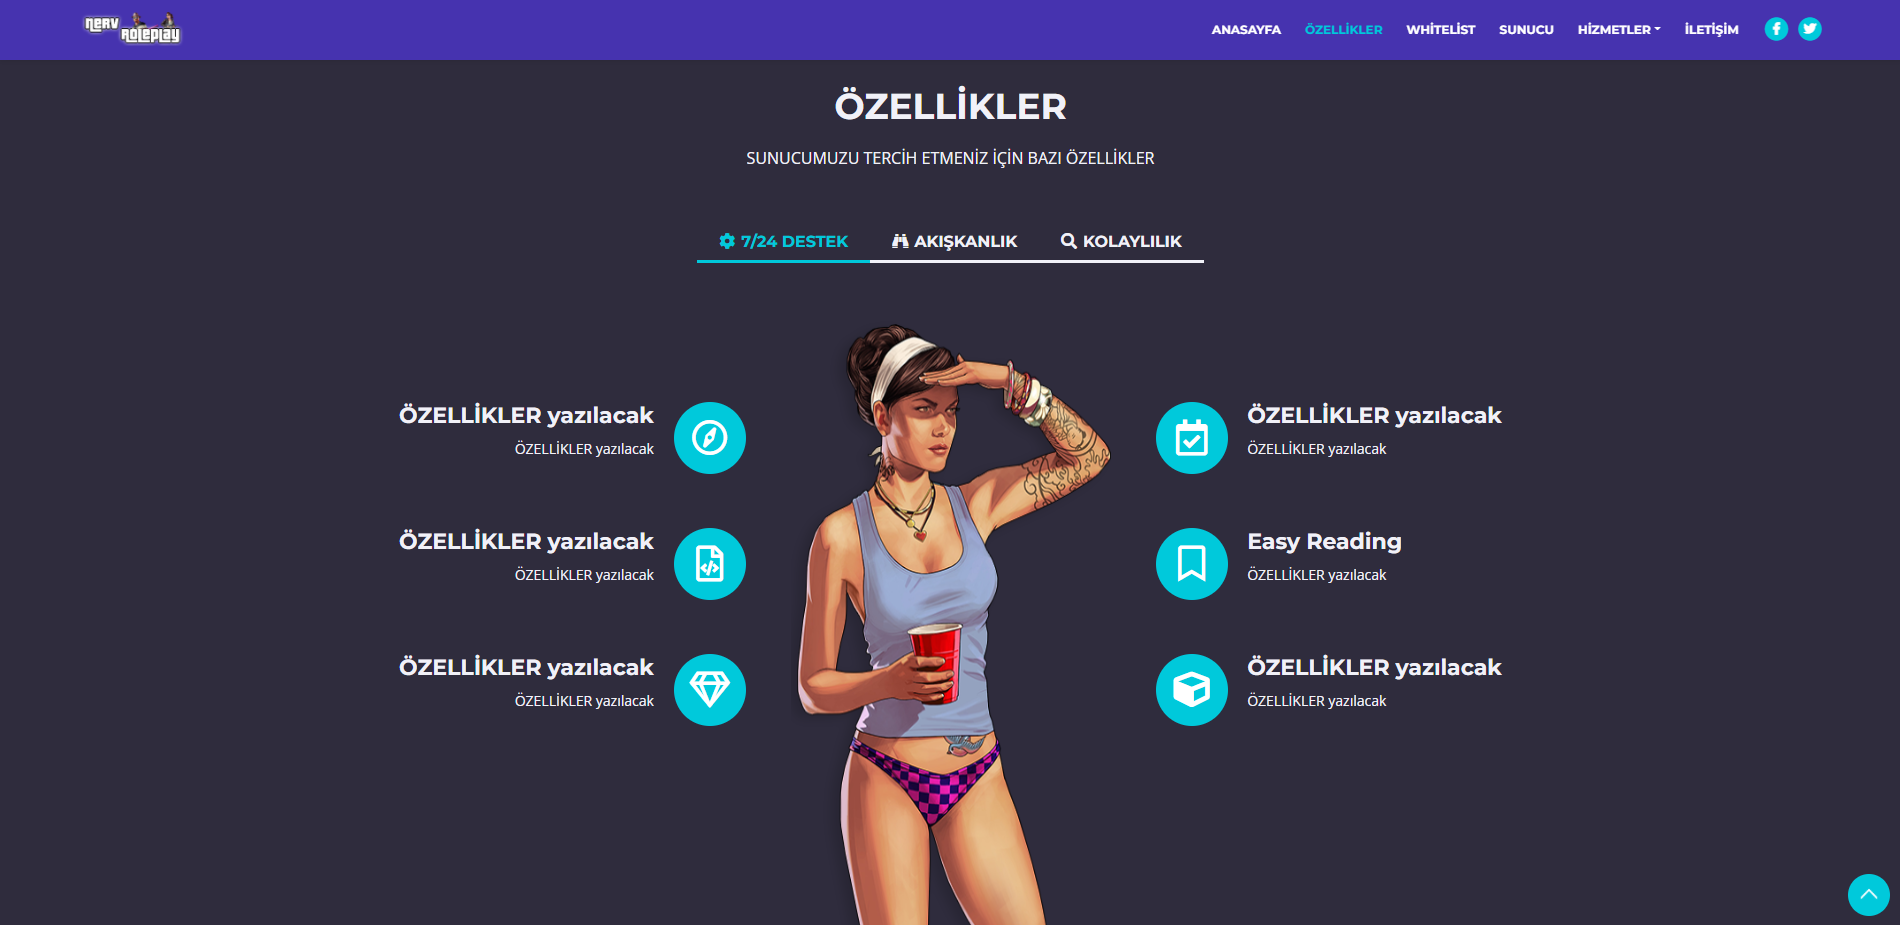 NERV
ROLEPLAY
ANASAYFA ÖZELLİKLER WHİTELİST SUNUCU HİZMETLER İLETİŞİM
ÖZELLİKLER
SUNUCUMUZU TERCİH ETMENİZ İÇİN BAZI ÖZELLİKLER
7/24 DESTEK AKIŞKANLIK KOLAYLILIK
ÖZELLİKLER yazılacak
ÖZELLİKLER yazılacak
ÖZELLİKLER yazılacak
ÖZELLİKLER yazılacak
ÖZELLİKLER yazılacak
ÖZELLİKLER yazılacak
ÖZELLİKLER yazılacak
ÖZELLİKLER yazılacak
Easy Reading
ÖZELLİKLER yazılacak
ÖZELLİKLER yazılacak
ÖZELLİKLER yazılacak